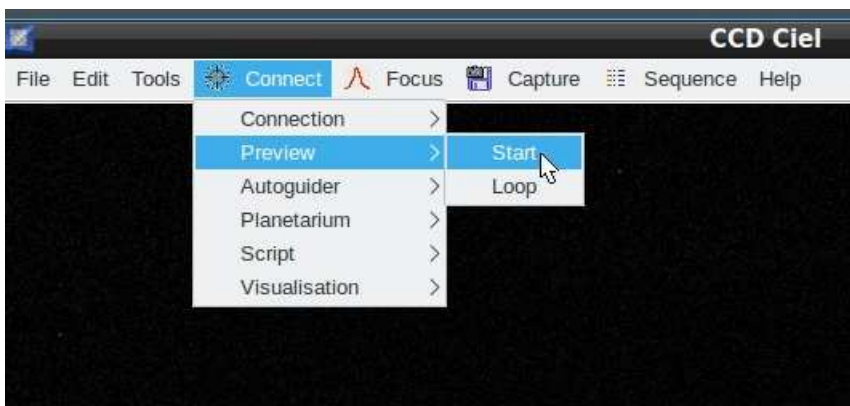 CCD Ciel
File Edit Tools Connect Focus Capture Sequence Help
Connection
Preview Start
Autoguider Loop
Planetarium
Script
Visualisation